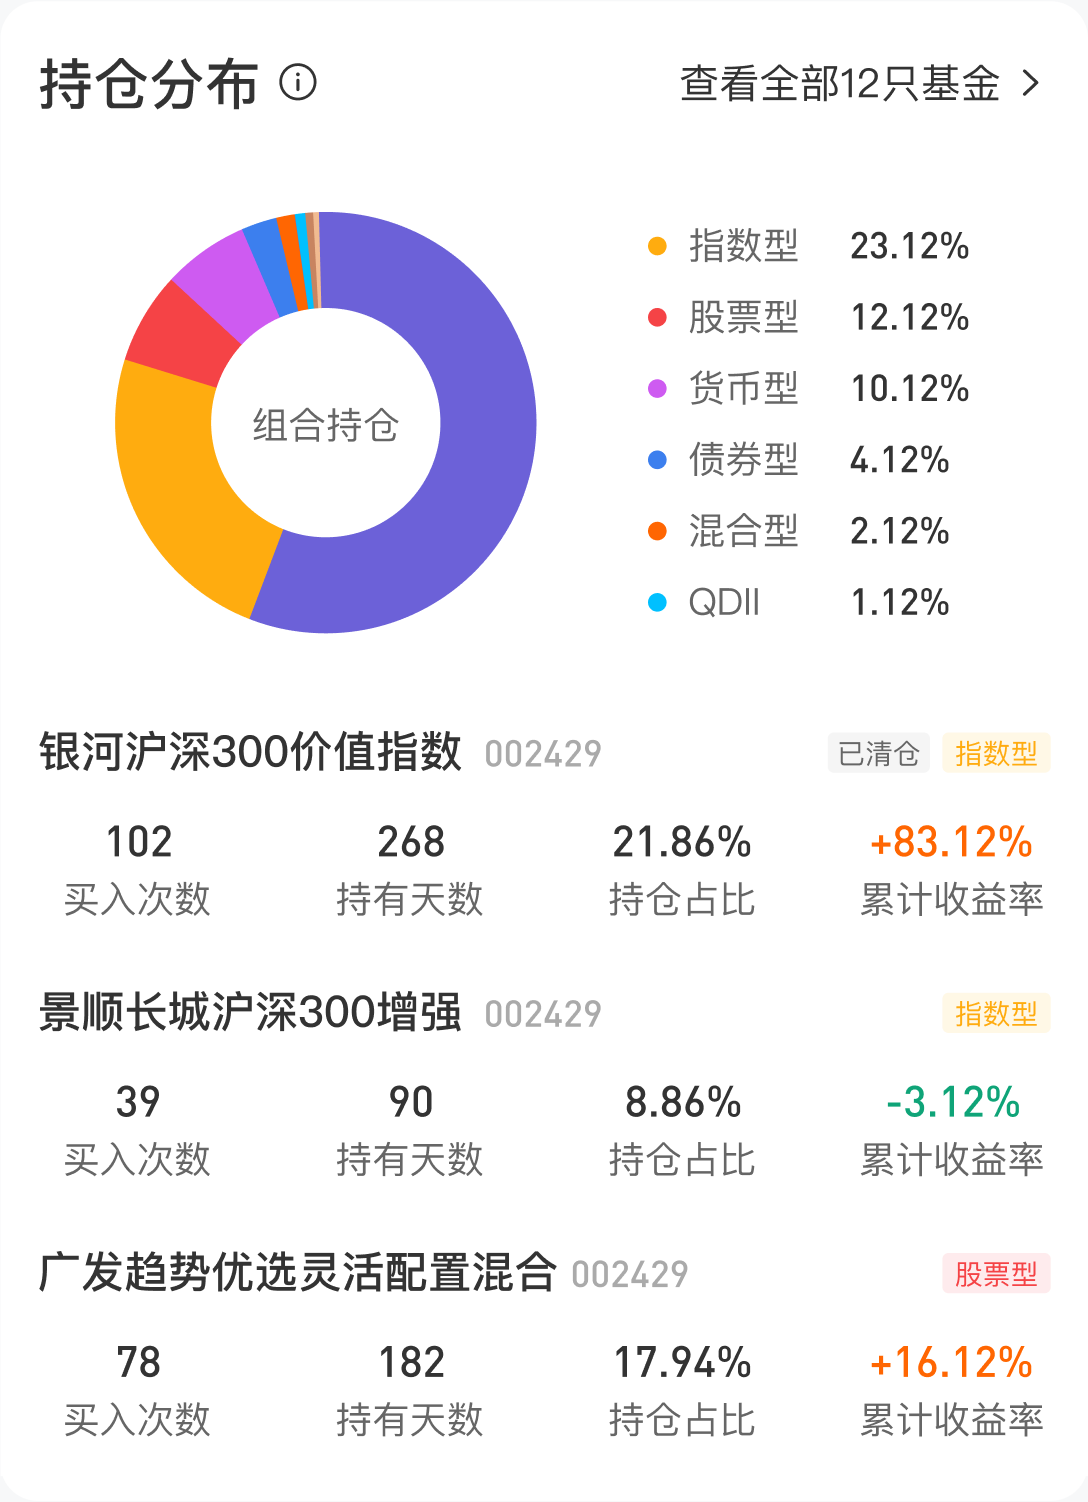 持仓分布
查看全部12只基金
组合持仓
指数型 23.12%
股票型 12.12%
货币型 10.12%
债券型 4.12%
混合型 2.12%
QDII 1.12%
银河沪深300价值指数 002429 已清仓 指数型
102 268 21.86% +83.12%
买入次数 持有天数 持仓占比 累计收益率
景顺长城沪深300增强 002429 指数型
39 90 8.86% -3.12%
买入次数 持有天数 持仓占比 累计收益率
广发趋势优选灵活配置混合 002429 股票型
78 182 17.94% +16.12%
买入次数 持有天数 持仓占比 累计收益率